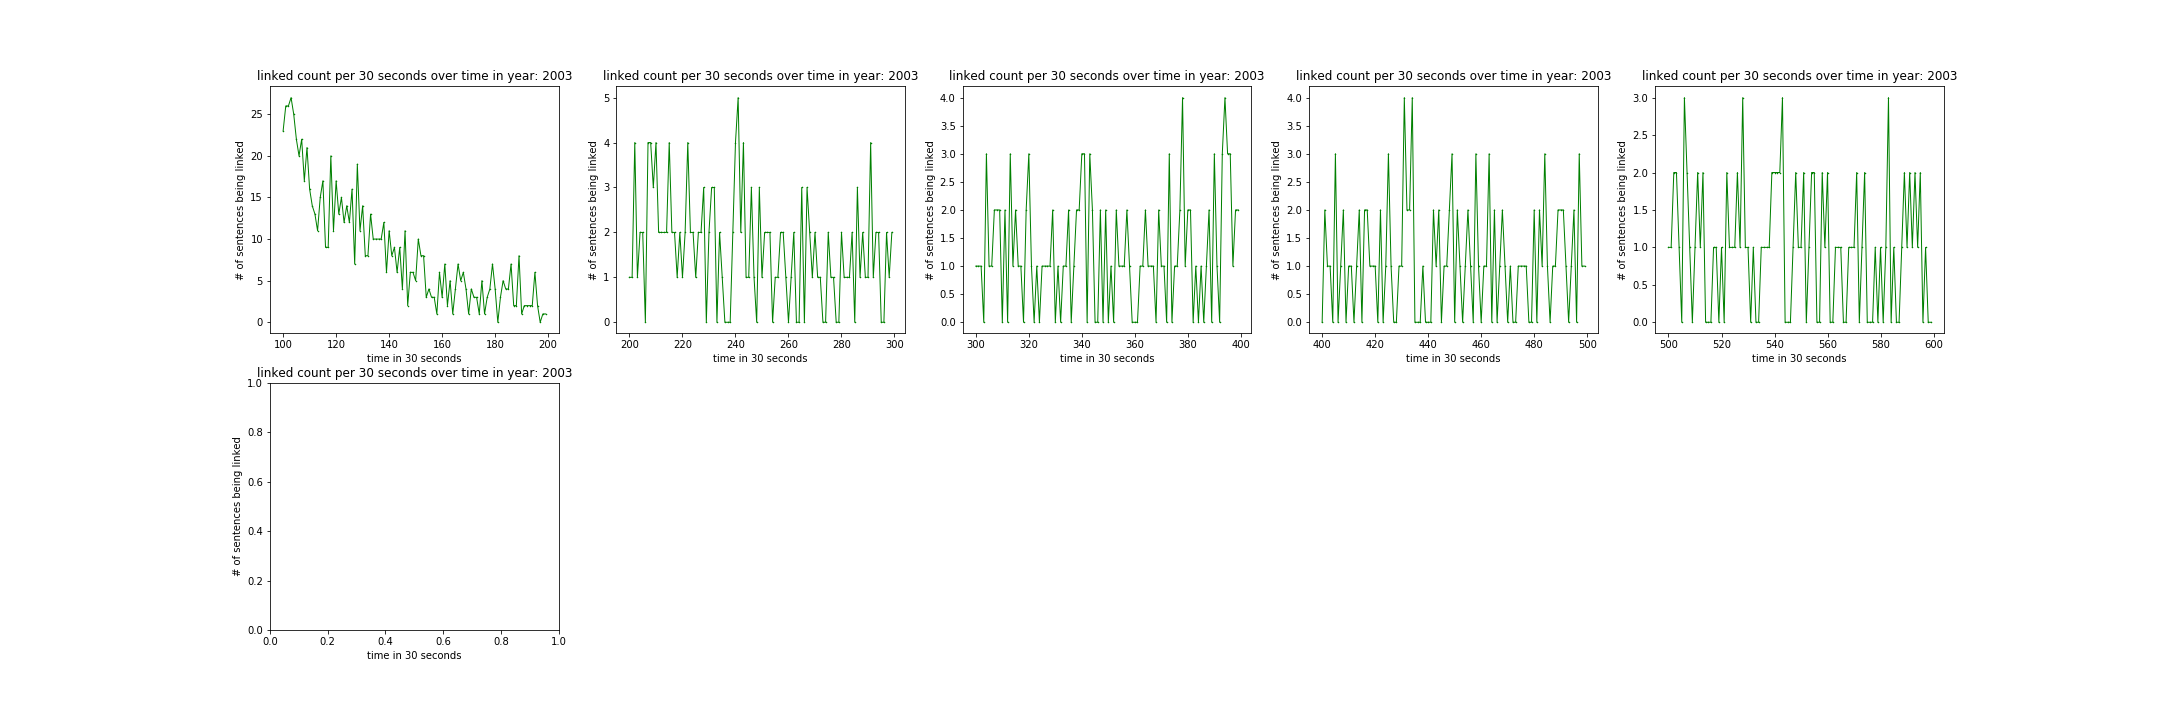 linked count per 30 seconds over time in year: 2003
# of sentences being linked
25
20
15
10
5
0
100 120 140 160 180 200
time in 30 seconds
linked count per 30 seconds over time in year: 2003
# of sentences being linked
5
4
3
2
1
0
200 220 240 260 280 300
time in 30 seconds
linked count per 30 seconds over time in year: 2003
# of sentences being linked
4.0
3.5
3.0
2.5
2.0
1.5
1.0
0.5
0.0
300 320 340 360 380 400
time in 30 seconds
linked count per 30 seconds over time in year: 2003
# of sentences being linked
4.0
3.5
3.0
2.5
2.0
1.5
1.0
0.5
0.0
400 420 440 460 480 500
time in 30 seconds
linked count per 30 seconds over time in year: 2003
# of sentences being linked
3.0
2.5
2.0
1.5
1.0
0.5
0.0
500 520 540 560 580 600
time in 30 seconds
linked count per 30 seconds over time in year: 2003
# of sentences being linked
1.0
0.8
0.6
0.4
0.2
0.0
0.0 0.2 0.4 0.6 0.8 1.0
time in 30 seconds